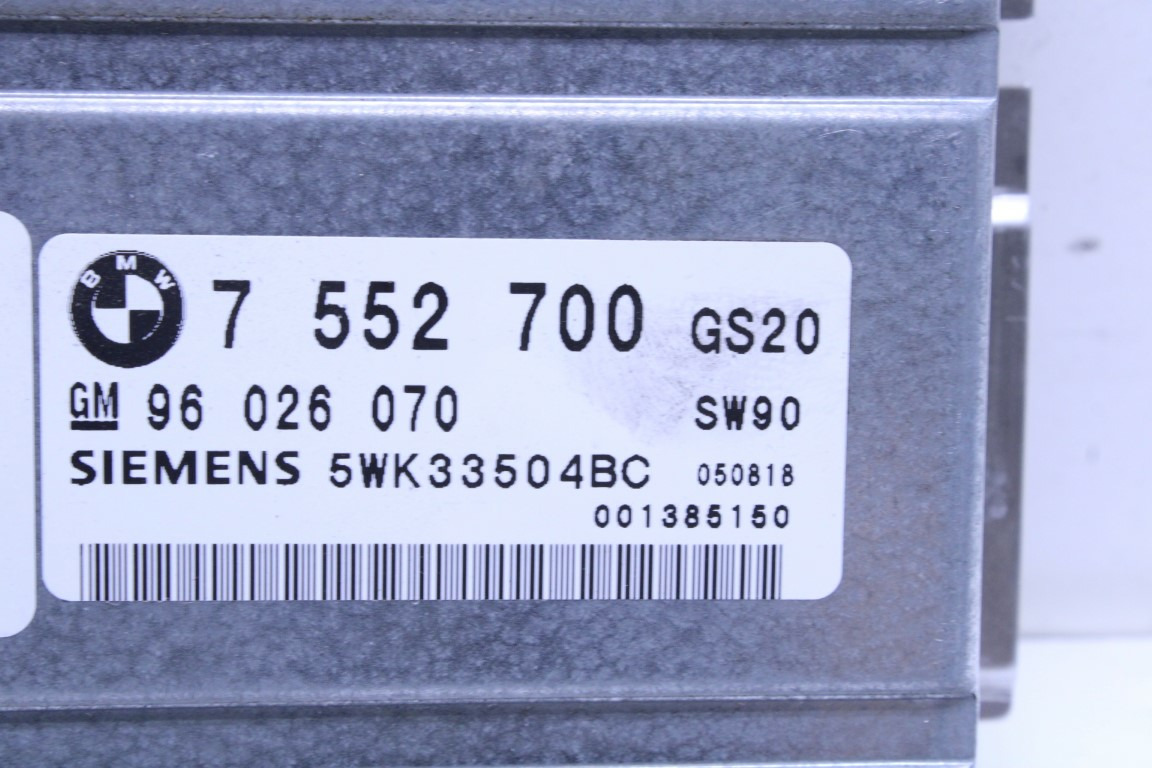 BMW 7 552 700 GS20
GM 96 026 070 SW90
SIEMENS 5WK33504BC 050818
001385150